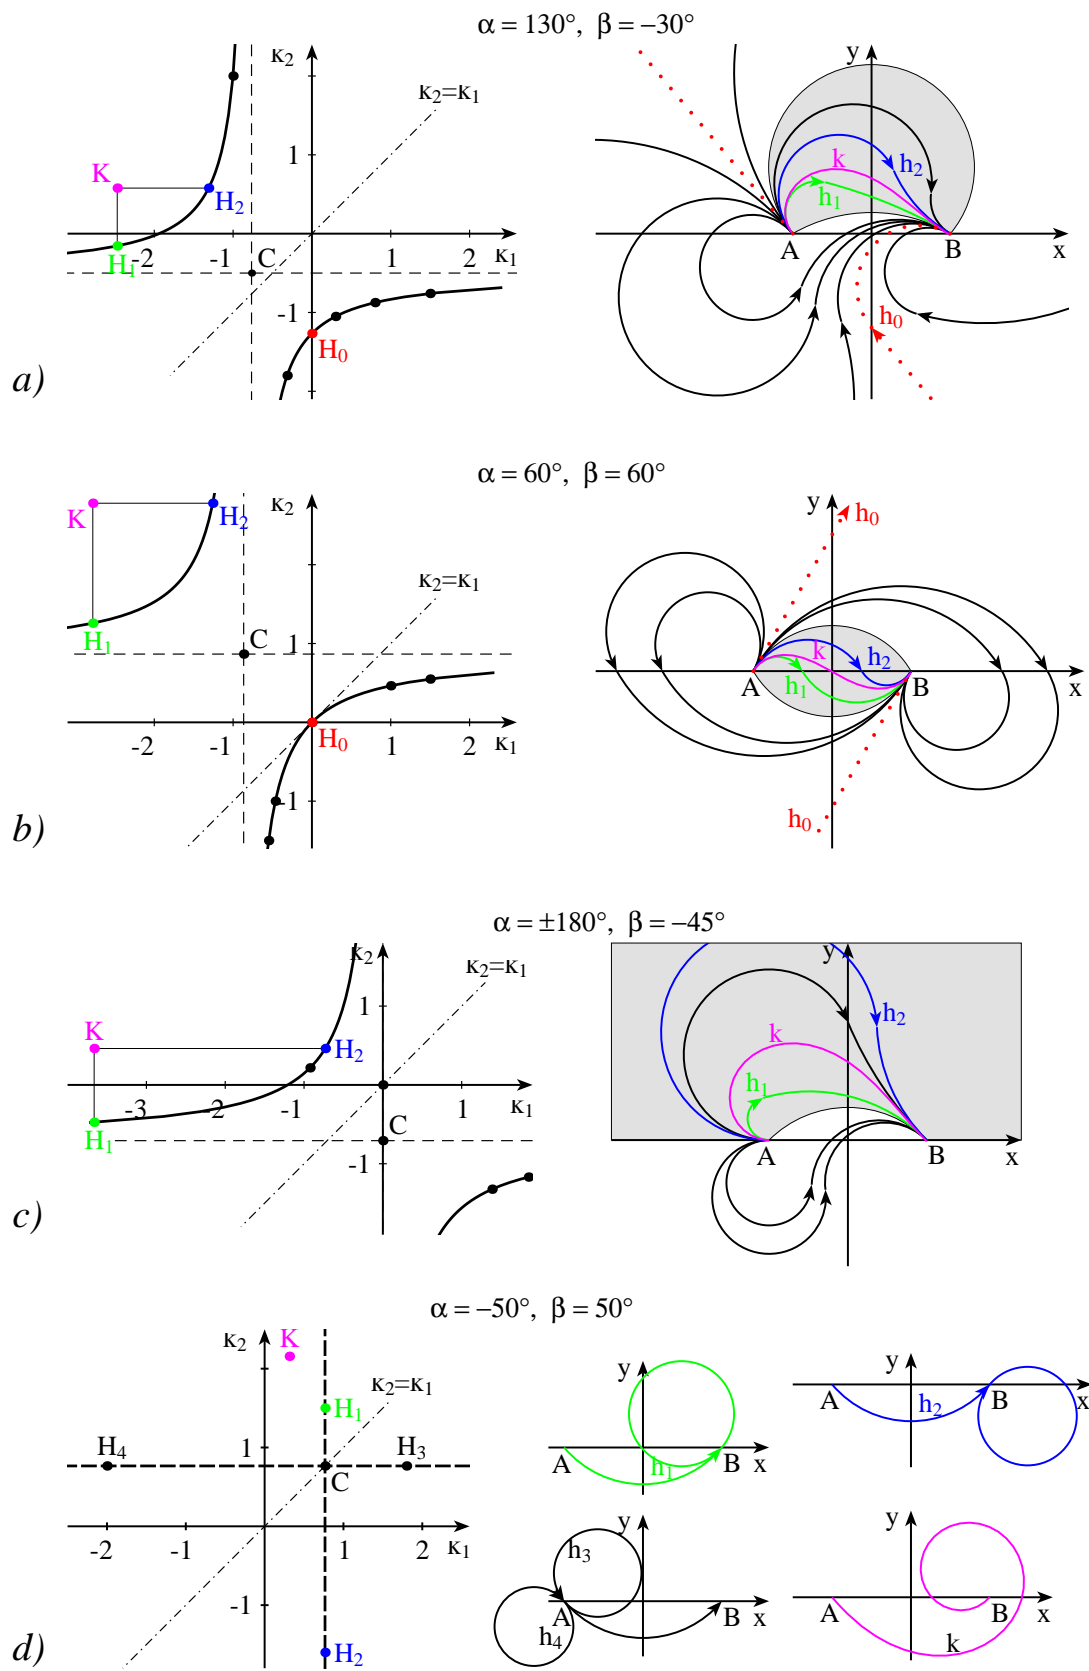 α = 130°, β = −30°
κ₂ y
κ₂=κ₁
1
K k h₂
H₂ h₁
-2 -1 C 1 2 κ₁ A B x
H₁
-1 h₀
H₀
a)
α = 60°, β = 60°
κ₂ y h₀
K H₂
κ₂=κ₁
H₁ 1 C k h₂
A h₁ B x
-2 -1 H₀ 1 2 κ₁
-1 h₀
b)
α = ±180°, β = −45°
κ₂ κ₂=κ₁ y
1 h₂
K k
H₂ h₁
-3 -2 -1 1 κ₁
H₁ C A B x
-1
c)
α = −50°, β = 50°
κ₂ K y y
κ₂=κ₁ A h₂ B x
H₁
H₄ 1 H₃ A h₁ B x
C
-2 -1 1 2 κ₁ y y
h₃
-1 A B x A B x
h₄ k
H₂
d)